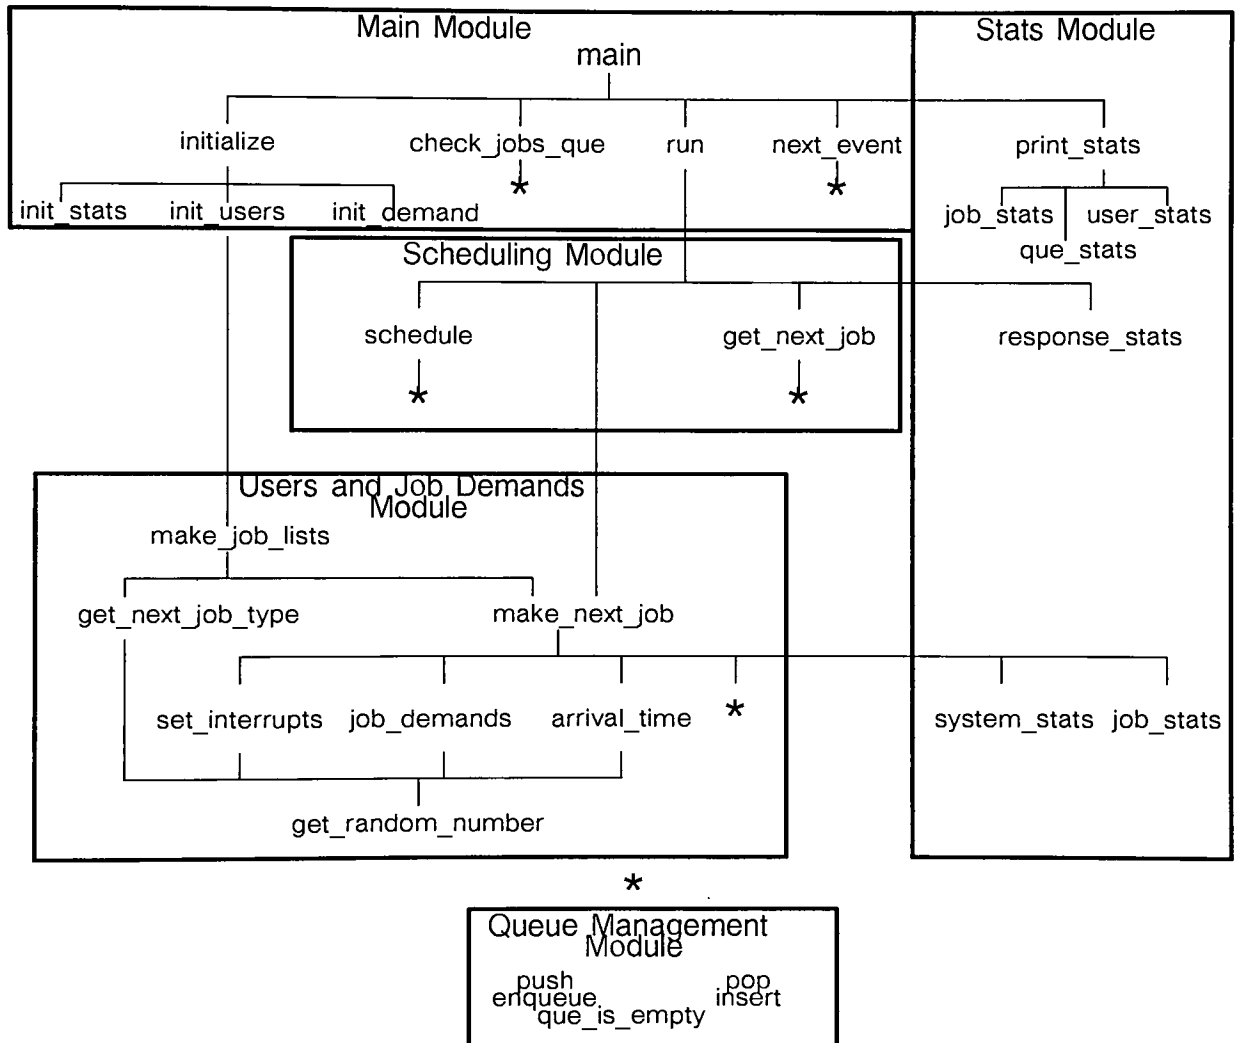 Main Module
Stats Module
main
initialize
check_jobs_que
run
next_event
print_stats
*
*
init_stats
init_users
init_demand
job_stats
user_stats
que_stats
Scheduling Module
schedule
get_next_job
response_stats
*
*
Users and Job Demands
Module
make_job_lists
get_next_job_type
make_next_job
set_interrupts
job_demands
arrival_time
*
system_stats
job_stats
get_random_number
*
Queue Management
Module
push
pop
enqueue
insert
que_is_empty